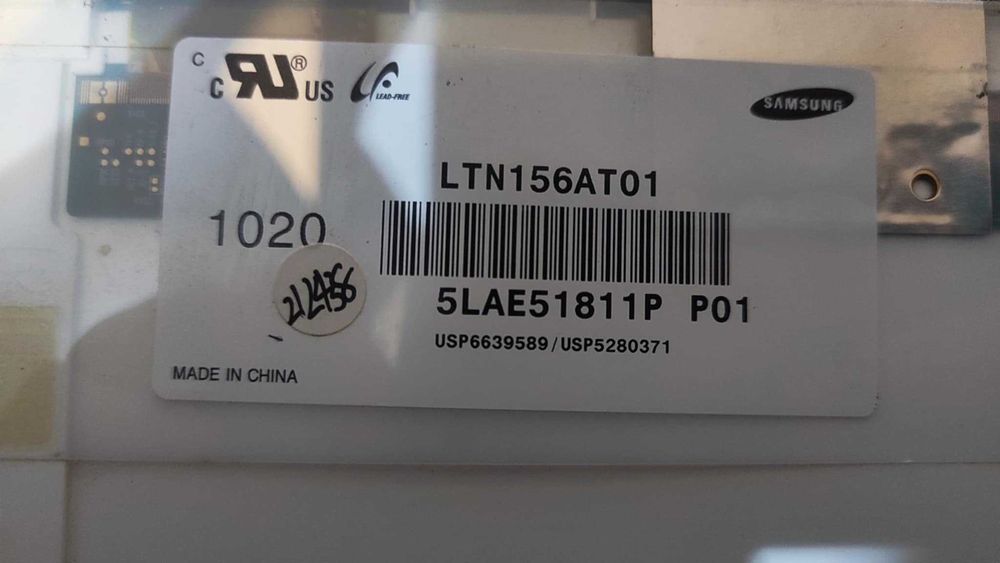 C
C RU® US
LEAD-FREE
SAMSUNG
LTN156AT01
1020
5LAE51811P P01
USP6639589/USP5280371
MADE IN CHINA